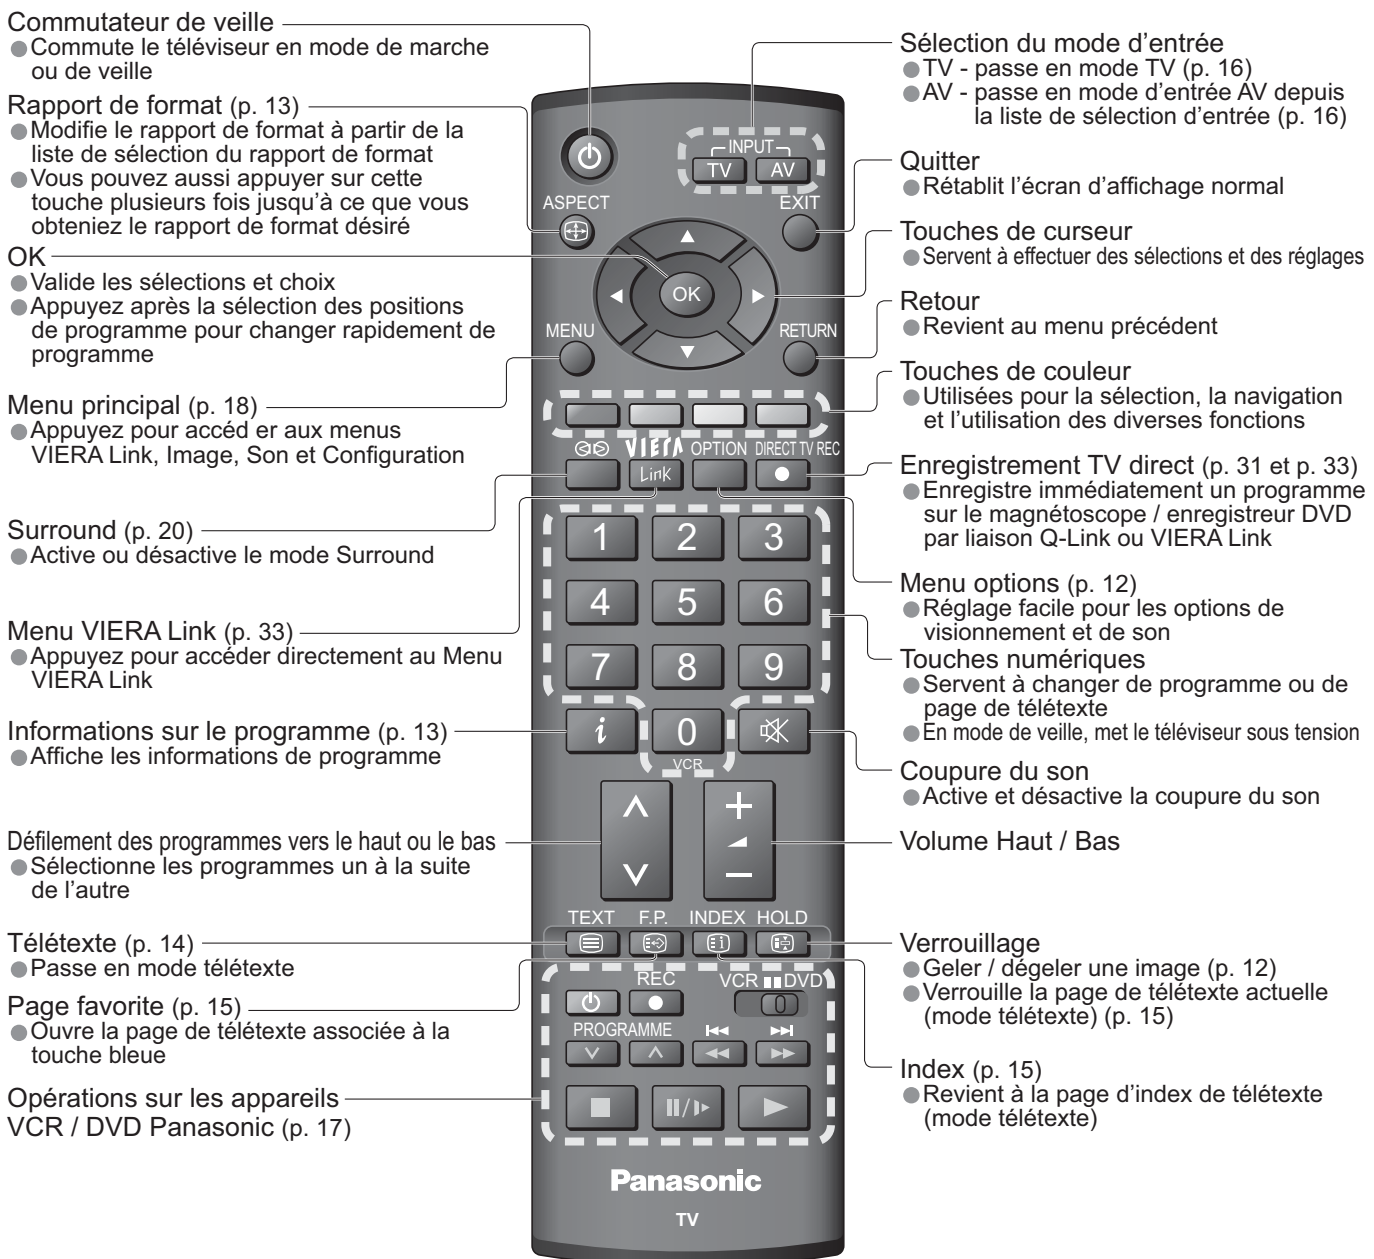 Commutateur de veille
●Commute le téléviseur en mode de marche
ou de veille
Rapport de format (p. 13)
●Modifie le rapport de format à partir de la
liste de sélection du rapport de format
●Vous pouvez aussi appuyer sur cette
touche plusieurs fois jusqu'à ce que vous
obteniez le rapport de format désiré
OK
●Valide les sélections et choix
●Appuyez après la sélection des positions
de programme pour changer rapidement de
programme
Menu principal (p. 18)
●Appuyez pour accéd er aux menus
VIERA Link, Image, Son et Configuration
Surround (p. 20)
●Active ou désactive le mode Surround
Menu VIERA Link (p. 33)
●Appuyez pour accéder directement au Menu
VIERA Link
Informations sur le programme (p. 13)
●Affiche les informations de programme
Défilement des programmes vers le haut ou le bas
●Sélectionne les programmes un à la suite
de l'autre
Télétexte (p. 14)
●Passe en mode télétexte
Page favorite (p. 15)
●Ouvre la page de télétexte associée à la
touche bleue
Opérations sur les appareils
VCR / DVD Panasonic (p. 17)
INPUT
TV AV
ASPECT EXIT
OK
MENU RETURN
VIERA OPTION DIRECT TV REC
Link
1 2 3
4 5 6
7 8 9
i 0
VCR
+
−
TEXT F.P. INDEX HOLD
REC VCR DVD
PROGRAMME
Panasonic
TV
Sélection du mode d'entrée
●TV - passe en mode TV (p. 16)
●AV - passe en mode d'entrée AV depuis
la liste de sélection d'entrée (p. 16)
Quitter
●Rétablit l'écran d'affichage normal
Touches de curseur
●Servent à effectuer des sélections et des réglages
Retour
●Revient au menu précédent
Touches de couleur
●Utilisées pour la sélection, la navigation
et l'utilisation des diverses fonctions
Enregistrement TV direct (p. 31 et p. 33)
●Enregistre immédiatement un programme
sur le magnétoscope / enregistreur DVD
par liaison Q-Link ou VIERA Link
Menu options (p. 12)
●Réglage facile pour les options de
visionnement et de son
Touches numériques
●Servent à changer de programme ou de
page de télétexte
●En mode de veille, met le téléviseur sous tension
Coupure du son
●Active et désactive la coupure du son
Volume Haut / Bas
Verrouillage
●Geler / dégeler une image (p. 12)
●Verrouille la page de télétexte actuelle
(mode télétexte) (p. 15)
Index (p. 15)
●Revient à la page d'index de télétexte
(mode télétexte)